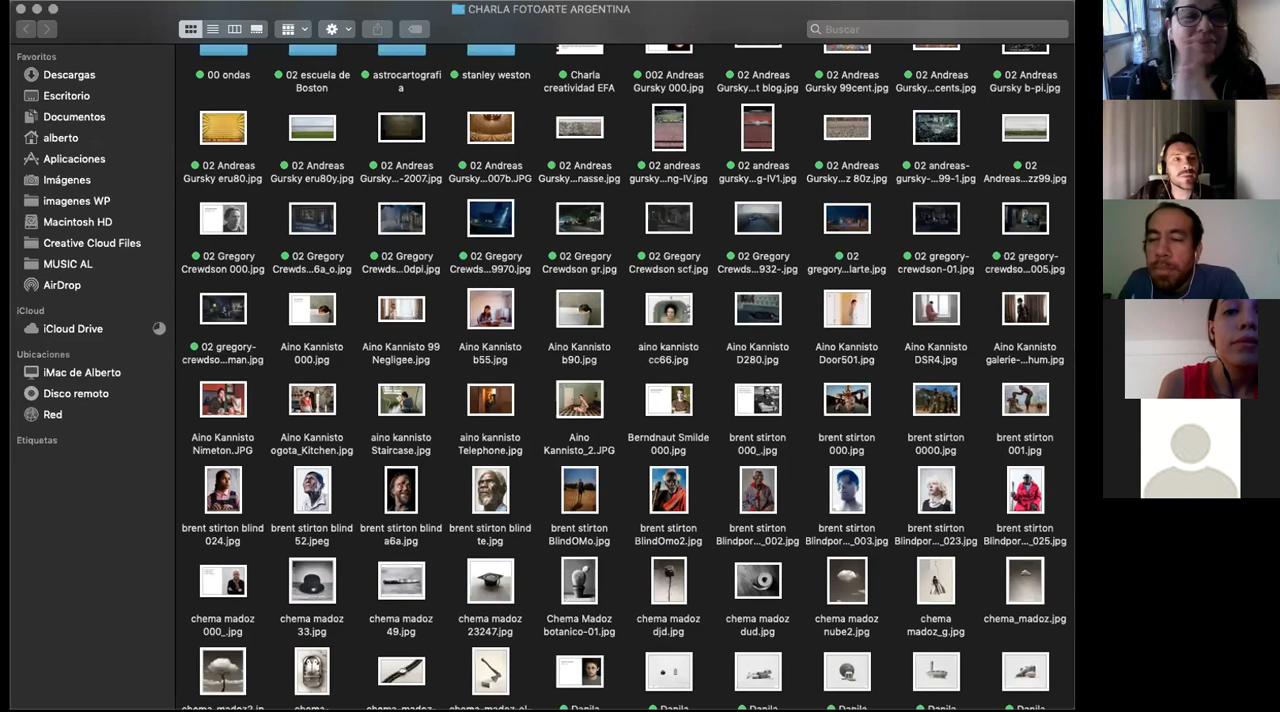 CHARLA FOTOARTE ARGENTINA
Buscar
Favoritos
Descargas
Escritorio
Documentos
alberto
Aplicaciones
Imágenes
imagenes WP
Macintosh HD
Creative Cloud Files
MUSIC AL
AirDrop
iCloud
iCloud Drive
Ubicaciones
iMac de Alberto
Disco remoto
Red
Etiquetas
00 ondas
02 escuela de Boston
astrocartografía
stanley weston
Charla creatividad EFA
002 Andreas Gursky 000.jpg
02 Andreas Gursky...t blog.jpg
02 Andreas Gursky 99cent.jpg
02 Andreas Gursky...cents.jpg
02 Andreas Gursky b-pi.jpg
02 Andreas Gursky eru80.jpg
02 Andreas Gursky eru80y.jpg
02 Andreas Gursky...-2007.jpg
02 Andreas Gursky...007b.JPG
02 Andreas Gursky...nasse.jpg
02 andreas gursky...ng-IV.jpg
02 andreas gursky...g-IV1.jpg
02 Andreas Gursky...z 80z.jpg
02 andreas-gursky-...99-1.jpg
02 Andreas...zz99.jpg
02 Gregory Crewdson 000.jpg
02 Gregory Crewds...6a_o.jpg
02 Gregory Crewds...0dpi.jpg
02 Gregory Crewds...9970.jpg
02 Gregory Crewdson gr.jpg
02 Gregory Crewdson scf.jpg
02 Gregory Crewds...932-.jpg
02 gregory-...larte.jpg
02 gregory-crewdson-01.jpg
02 gregory-crewdso...005.jpg
02 gregory-crewdso...man.jpg
Aino Kannisto 000.jpg
Aino Kannisto 99 Negligee.jpg
Aino Kannisto b55.jpg
Aino Kannisto b90.jpg
aino kannisto cc66.jpg
Aino Kannisto D280.jpg
Aino Kannisto Door501.jpg
Aino Kannisto DSR4.jpg
Aino Kannisto galerie-...hum.jpg
Aino Kannisto Nimeton.JPG
Aino Kannisto ogota_Kitchen.jpg
aino kannisto Staircase.jpg
aino kannisto Telephone.jpg
Aino Kannisto_2.JPG
Berndnaut Smilde 000.jpg
brent stirton 000_.jpg
brent stirton 000.jpg
brent stirton 0000.jpg
brent stirton 001.jpg
brent stirton blind 024.jpg
brent stirton blind 52.jpeg
brent stirton blinda6a.jpg
brent stirton blindte.jpg
brent stirton BlindOMo.jpg
brent stirton BlindOmo2.jpg
brent stirton Blindpor..._002.jpg
brent stirton Blindpor..._003.jpg
brent stirton Blindpor..._023.jpg
brent stirton Blindpor..._025.jpg
chema madoz 000_.jpg
chema madoz 33.jpg
chema madoz 49.jpg
chema madoz 23247.jpg
Chema Madoz botanico-01.jpg
chema madoz djd.jpg
chema madoz dud.jpg
chema madoz nube2.jpg
chema madoz_g.jpg
chema_madoz.jpg